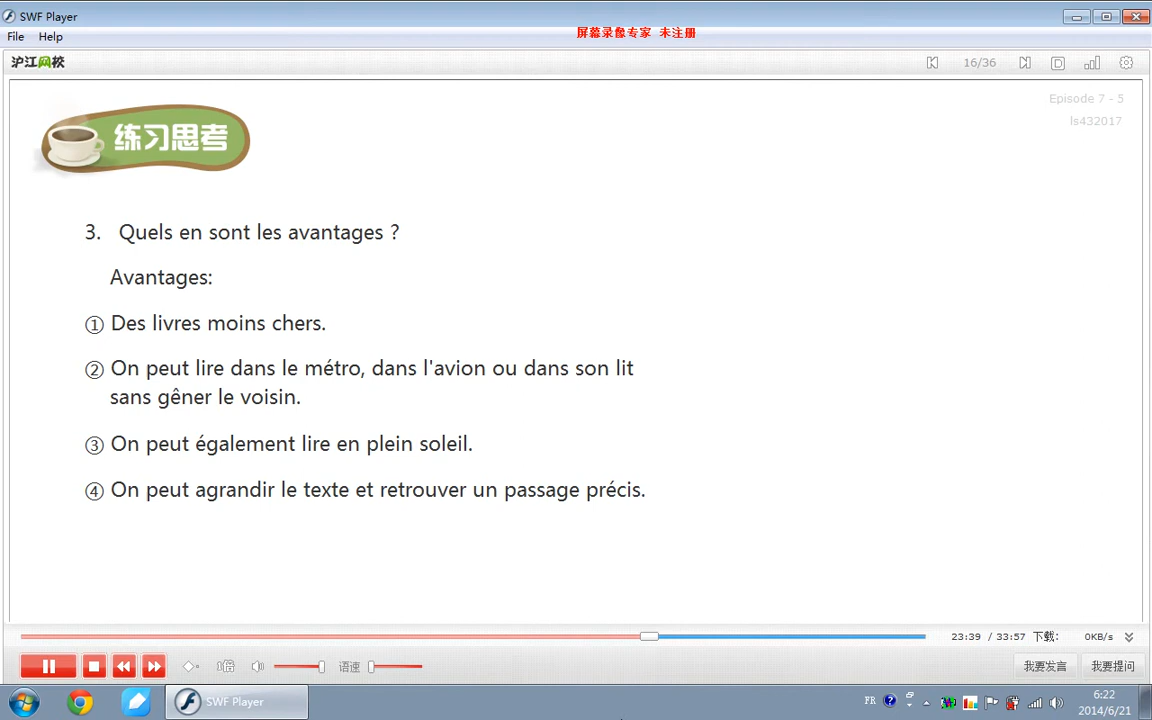 SWF Player
File Help
屏幕录像专家 未注册
沪江网校
16/36
Episode 7 - 5
ls432017
练习思考
3. Quels en sont les avantages ?
Avantages:
① Des livres moins chers.
② On peut lire dans le métro, dans l'avion ou dans son lit
sans gêner le voisin.
③ On peut également lire en plein soleil.
④ On peut agrandir le texte et retrouver un passage précis.
23:39 / 33:57 下载: 0KB/s
1倍
语速
我要发言 我要提问
SWF Player
FR
6:22
2014/6/21